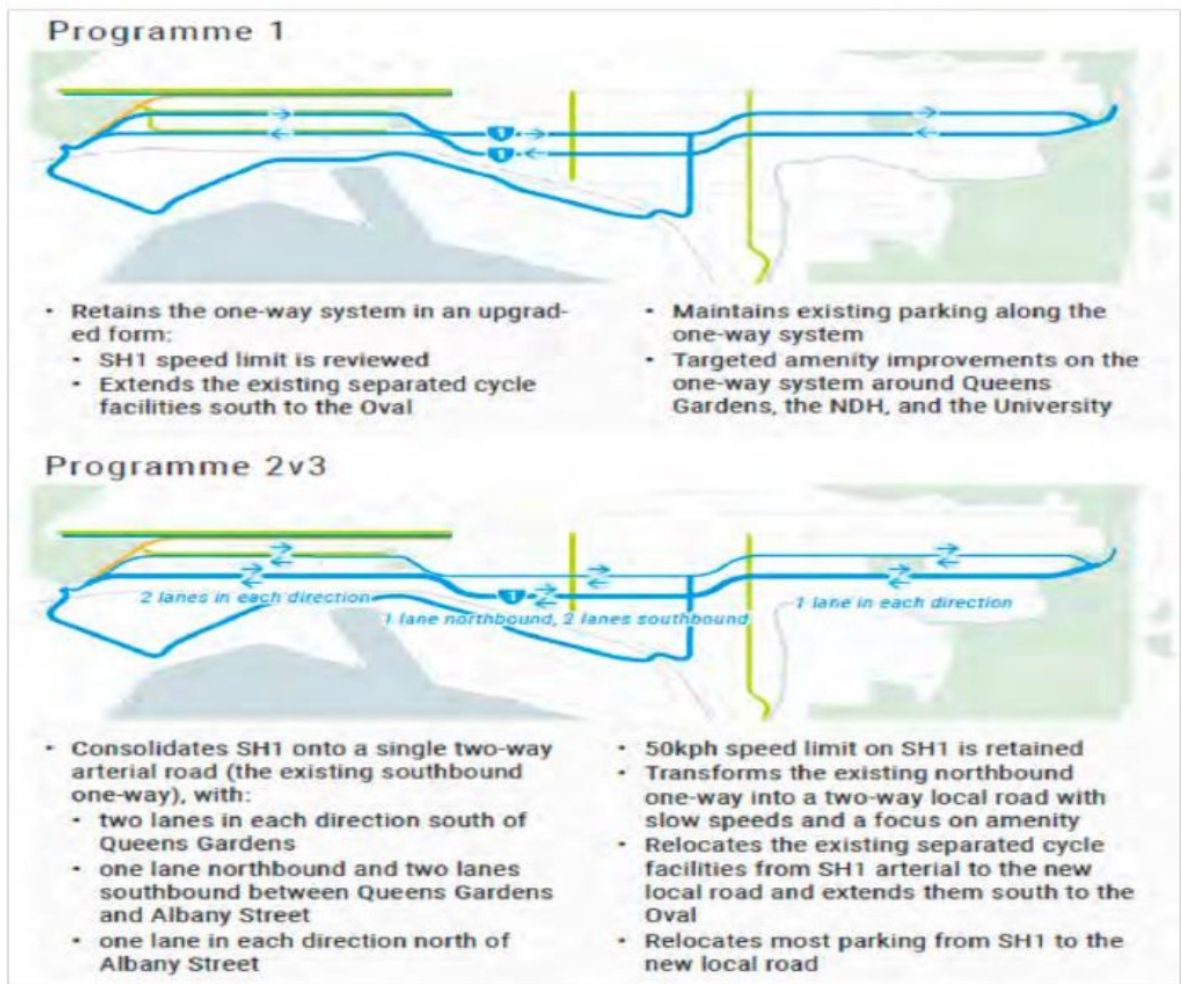 Programme 1
1
1
• Retains the one-way system in an upgrad-
ed form:
• SH1 speed limit is reviewed
• Extends the existing separated cycle
facilities south to the Oval
• Maintains existing parking along the
one-way system
• Targeted amenity improvements on the
one-way system around Queens
Gardens, the NDH, and the University
Programme 2v3
2 lanes in each direction
1
1 lane northbound, 2 lanes southbound
1 lane in each direction
• Consolidates SH1 onto a single two-way
arterial road (the existing southbound
one-way), with:
• two lanes in each direction south of
Queens Gardens
• one lane northbound and two lanes
southbound between Queens Gardens
and Albany Street
• one lane in each direction north of
Albany Street
• 50kph speed limit on SH1 is retained
• Transforms the existing northbound
one-way into a two-way local road with
slow speeds and a focus on amenity
• Relocates the existing separated cycle
facilities from SH1 arterial to the new
local road and extends them south to the
Oval
• Relocates most parking from SH1 to the
new local road